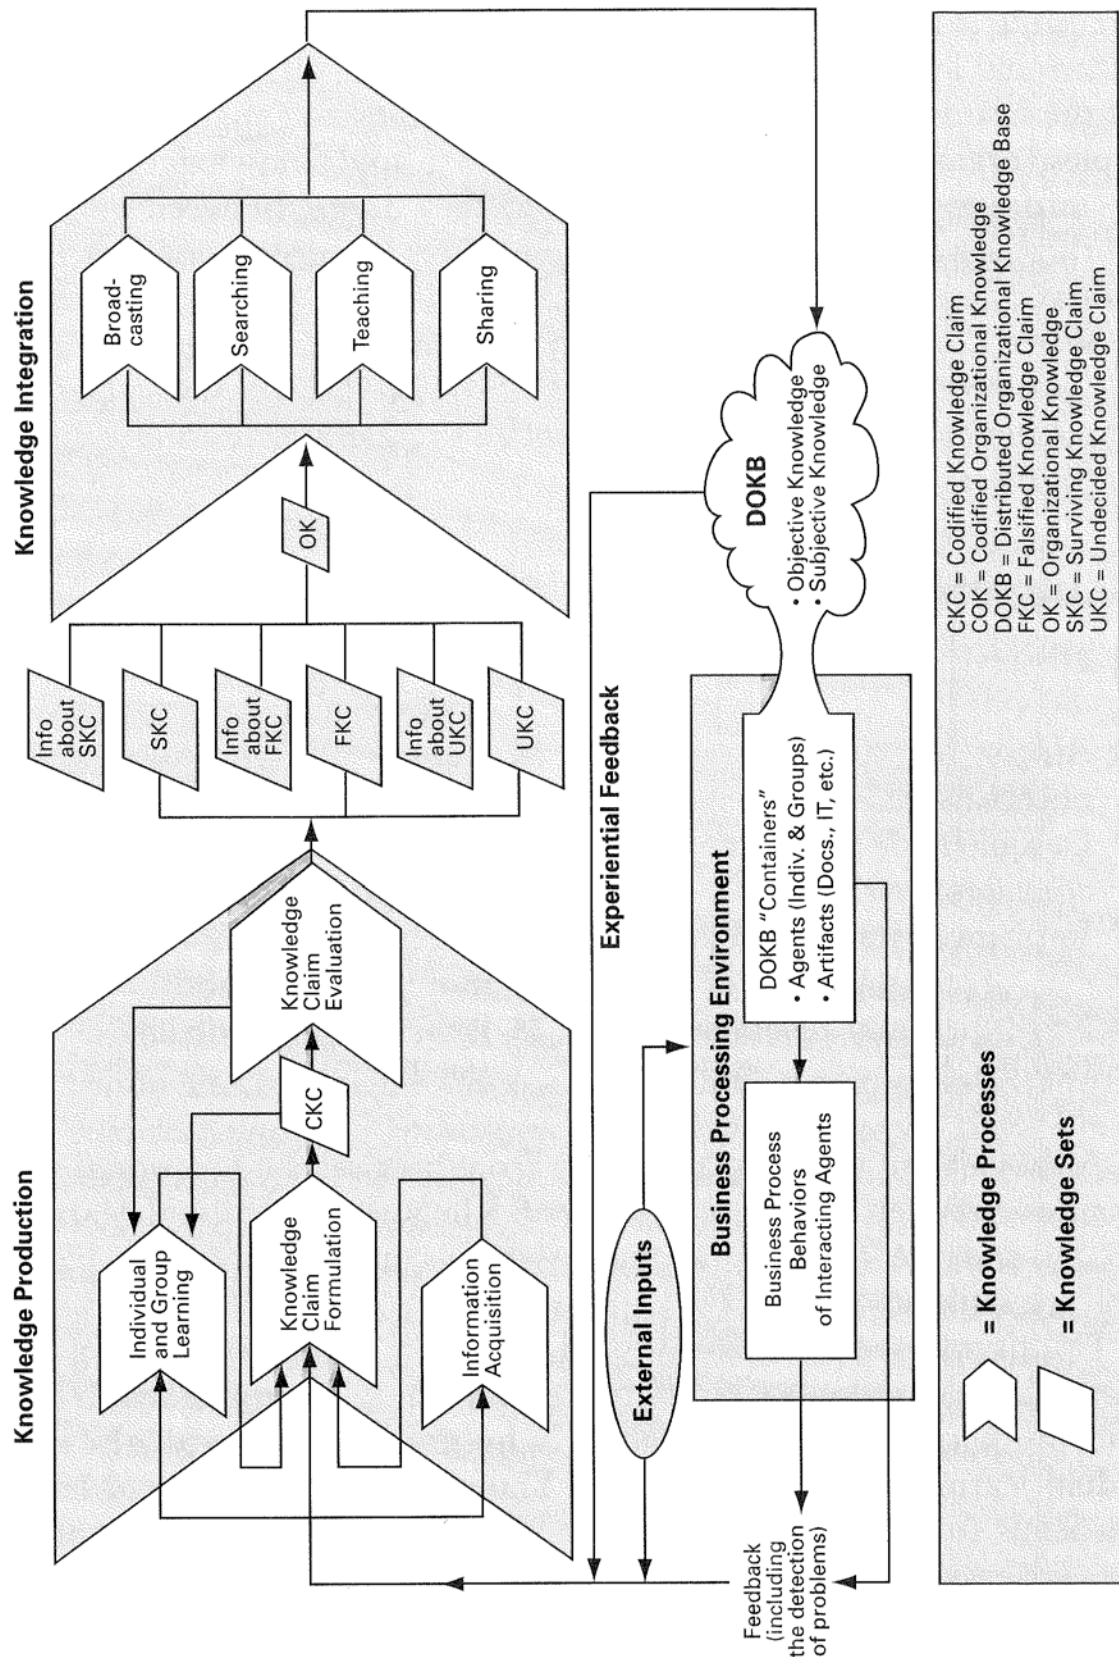 Knowledge Production
Individual
and Group
Learning
Knowledge
Claim
Formulation
Information
Acquisition
CKC
Knowledge
Claim
Evaluation
Info
about
SKC
SKC
Info
about
FKC
FKC
Info
about
UKC
UKC
Knowledge Integration
OK
Broad-
casting
Searching
Teaching
Sharing
Experiential Feedback
External Inputs
Feedback
(including
the detection
of problems)
Business Processing Environment
Business Process
Behaviors
of Interacting Agents
DOKB “Containers”
• Agents (Indiv. & Groups)
• Artifacts (Docs., IT, etc.)
DOKB
• Objective Knowledge
• Subjective Knowledge
= Knowledge Processes
= Knowledge Sets
CKC = Codified Knowledge Claim
COK = Codified Organizational Knowledge
DOKB = Distributed Organizational Knowledge Base
FKC = Falsified Knowledge Claim
OK = Organizational Knowledge
SKC = Surviving Knowledge Claim
UKC = Undecided Knowledge Claim